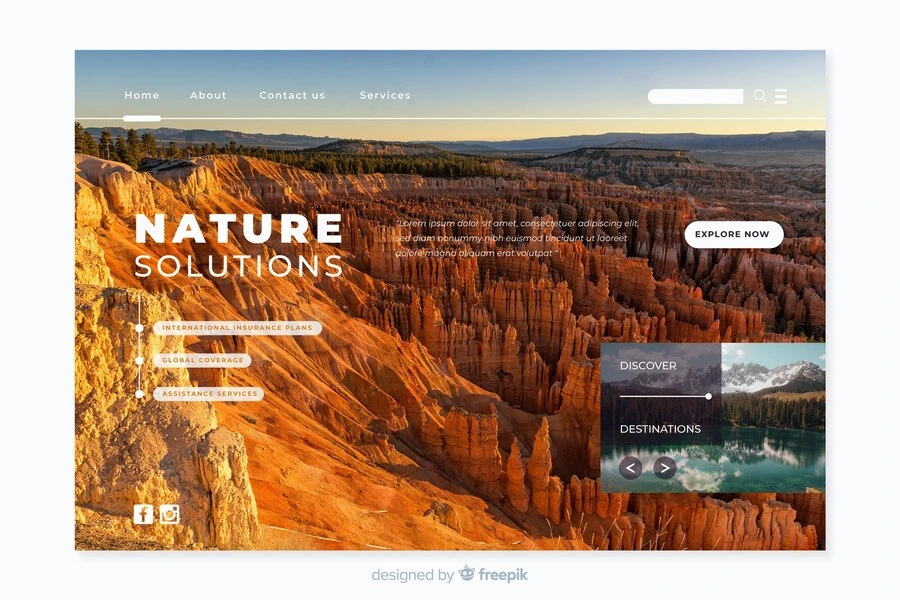 Home About Contact us Services
NATURE
SOLUTIONS
"Lorem ipsum dolor sit amet, consectetuer adipiscing elit,
sed diam nonummy nibh euismod tincidunt ut laoreet
dolore magna aliquam erat volutpat "
EXPLORE NOW
INTERNATIONAL INSURANCE PLANS
GLOBAL COVERAGE
ASSISTANCE SERVICES
DISCOVER
DESTINATIONS
designed by freepik